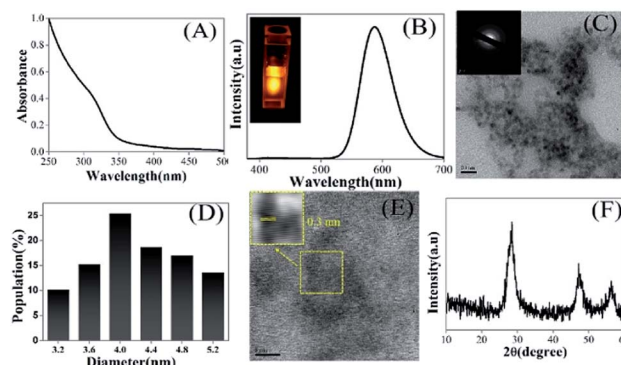 (A)
Absorbance
1.0
0.8
0.6
0.4
0.2
0.0
250 300 350 400 450 500
Wavelength(nm)
(B)
Intensity(a.u)
400 500 600 700
Wavelength(nm)
(C)
(D)
Population(%)
25
20
15
10
5
0
3.2 3.6 4.0 4.4 4.8 5.2
Diameter(nm)
(E)
0.3 nm
(F)
Intensity(a.u)
10 20 30 40 50 60
2θ(degree)